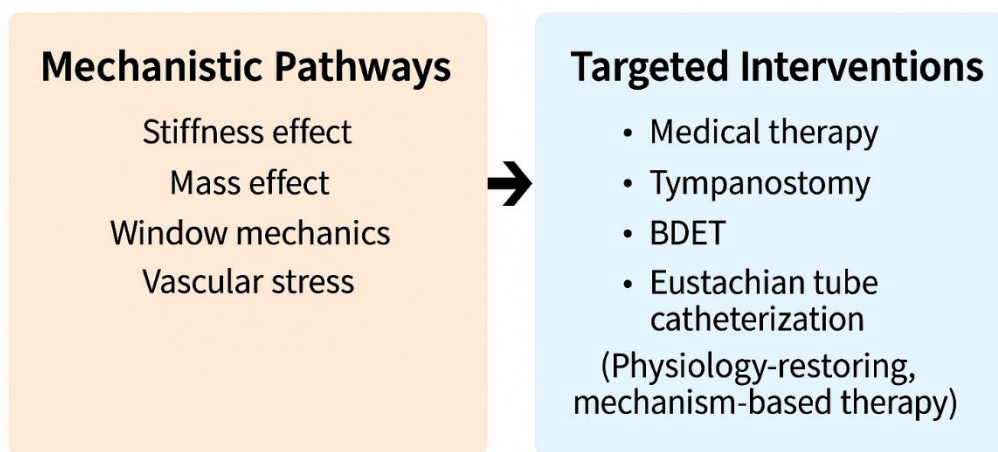 Mechanistic Pathways
Stiffness effect
Mass effect
Window mechanics
Vascular stress
Targeted Interventions
• Medical therapy
• Tympanostomy
• BDET
• Eustachian tube
catheterization
(Physiology-restoring,
mechanism-based therapy)